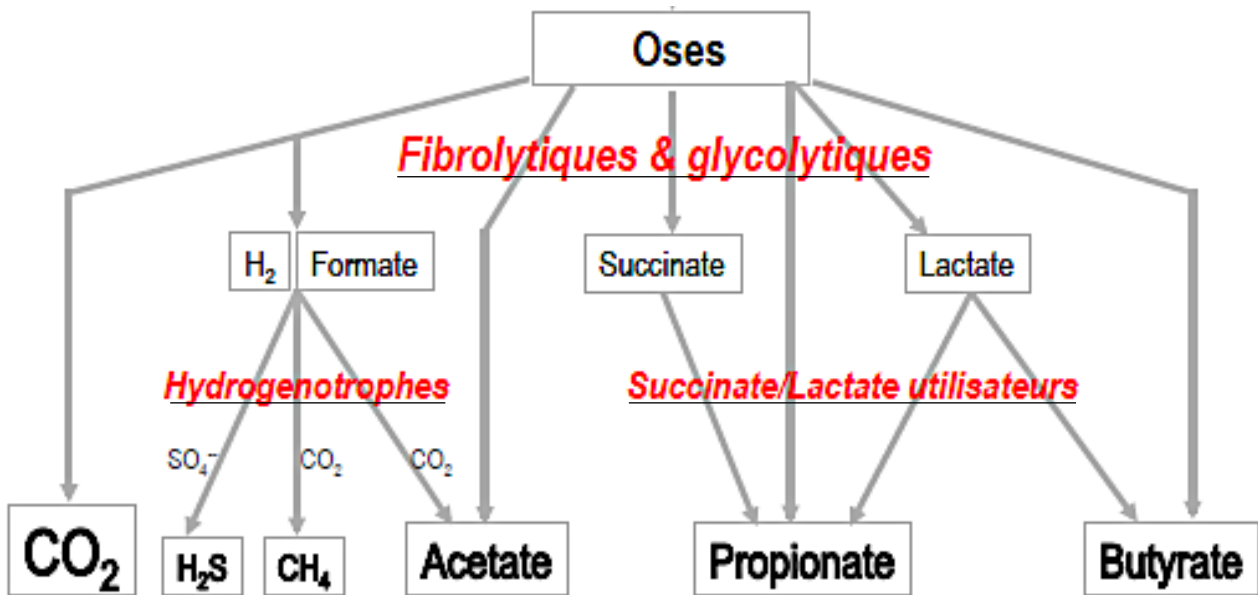 Oses
Fibrolytiques & glycolytiques
H₂ Formate Succinate Lactate
Hydrogenotrophes Succinate/Lactate utilisateurs
SO₄⁻ CO₂ CO₂
CO₂ H₂S CH₄ Acetate Propionate Butyrate